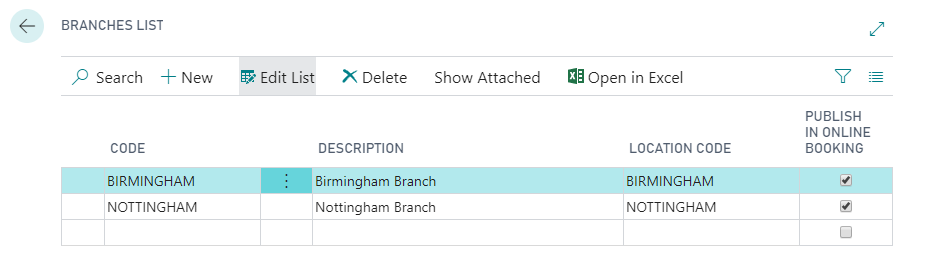 BRANCHES LIST
Search New Edit List Delete Show Attached Open in Excel
CODE DESCRIPTION LOCATION CODE PUBLISH IN ONLINE BOOKING
BIRMINGHAM Birmingham Branch BIRMINGHAM
NOTTINGHAM Nottingham Branch NOTTINGHAM